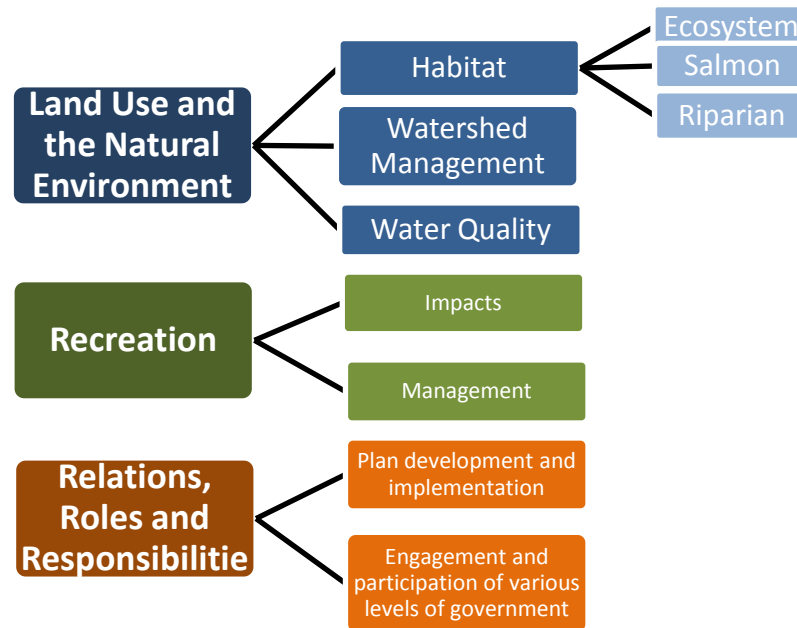 Land Use and
the Natural
Environment
Habitat
Ecosystem
Salmon
Riparian
Watershed
Management
Water Quality
Recreation
Impacts
Management
Relations,
Roles and
Responsibilitie
Plan development and
implementation
Engagement and
participation of various
levels of government